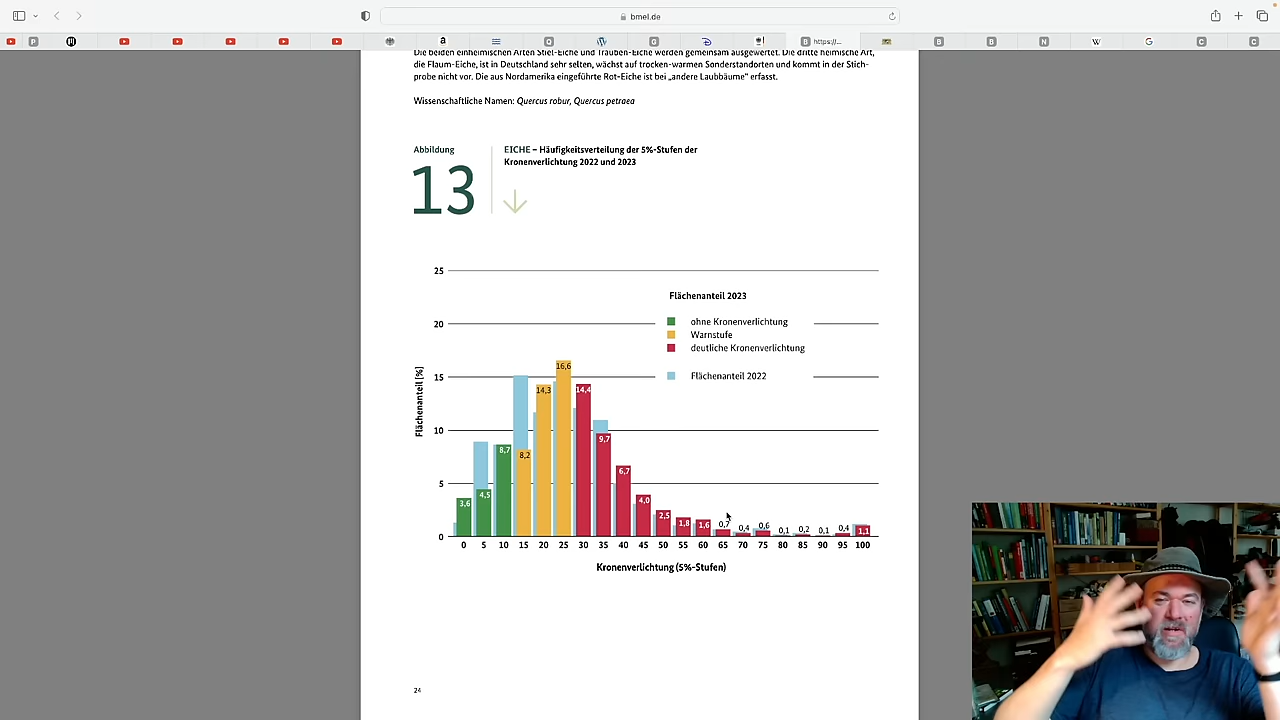 bmel.de
https://...
Die beiden einheimischen Arten Stiel-Eiche und Trauben-Eiche werden gemeinsam ausgewertet. Die dritte heimische Art,
die Flaum-Eiche, ist in Deutschland sehr selten, wächst auf trocken-warmen Sonderstandorten und kommt in der Stich-
probe nicht vor. Die aus Nordamerika eingeführte Rot-Eiche ist bei „andere Laubbäume“ erfasst.
Wissenschaftliche Namen: Quercus robur, Quercus petraea
Abbildung
13
EICHE – Häufigkeitsverteilung der 5%-Stufen der
Kronenverlichtung 2022 und 2023
Flächenanteil [%]
25
20
15
10
5
0
Flächenanteil 2023
ohne Kronenverlichtung
Warnstufe
deutliche Kronenverlichtung
Flächenanteil 2022
3,6 4,5 8,7 8,2 14,3 16,6 14,4 9,7 6,7 4,0 2,5 1,8 1,6 0,7 0,4 0,6 0,1 0,2 0,1 0,4 1,1
0 5 10 15 20 25 30 35 40 45 50 55 60 65 70 75 80 85 90 95 100
Kronenverlichtung (5%-Stufen)
24